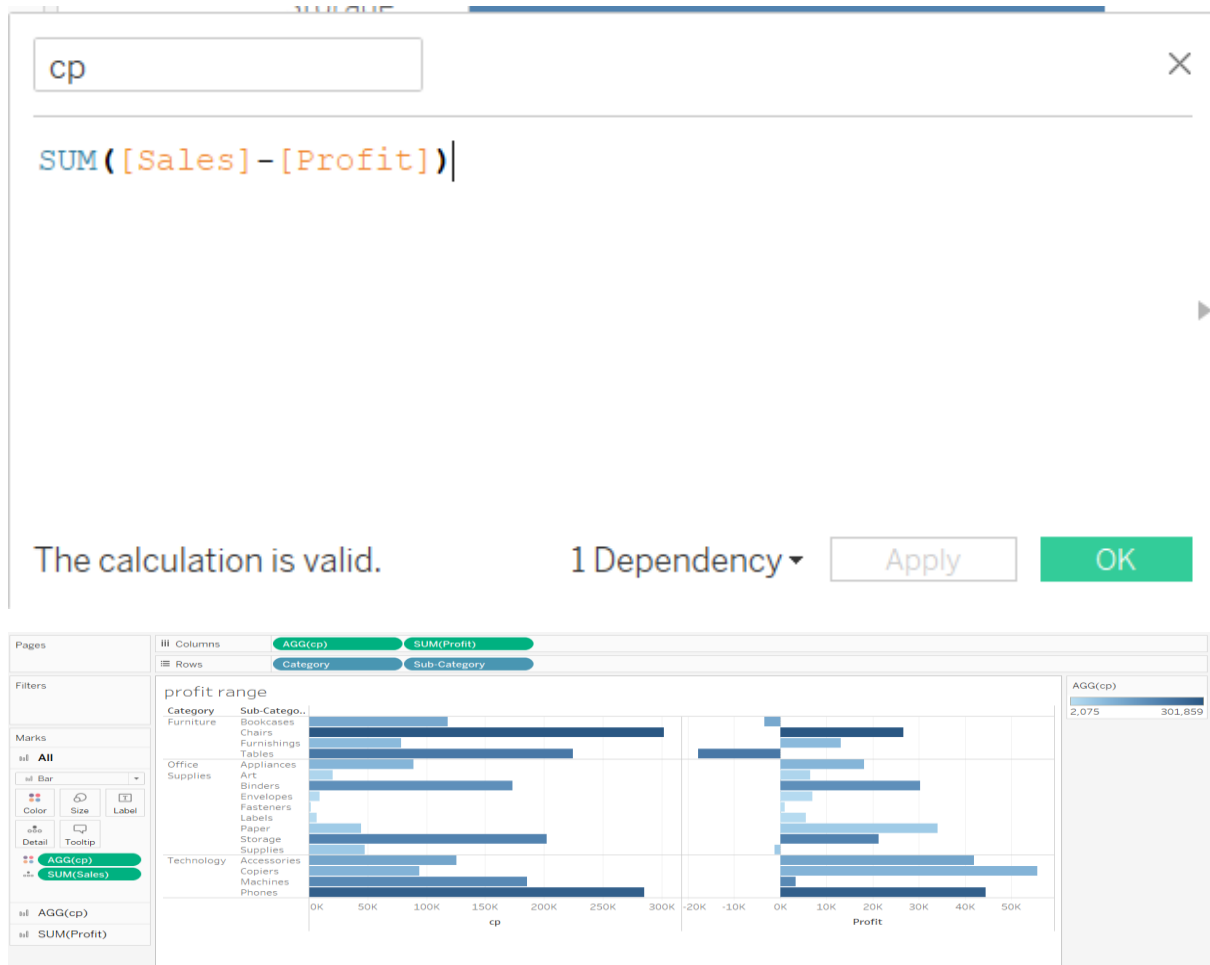 cp
SUM([Sales]-[Profit])
The calculation is valid.
1 Dependency
Apply
OK
Pages
Columns
AGG(cp)
SUM(Profit)
Rows
Category
Sub-Category
Filters
Marks
All
Bar
Color
Size
Label
Detail
Tooltip
AGG(cp)
SUM(Sales)
AGG(cp)
SUM(Profit)
profit range
Category
Sub-Catego..
Furniture
Bookcases
Chairs
Furnishings
Tables
Office
Supplies
Appliances
Art
Binders
Envelopes
Fasteners
Labels
Paper
Storage
Supplies
Technology
Accessories
Copiers
Machines
Phones
0K 50K 100K 150K 200K 250K 300K
-20K -10K 0K 10K 20K 30K 40K 50K
cp
Profit
AGG(cp)
2,075 301,859